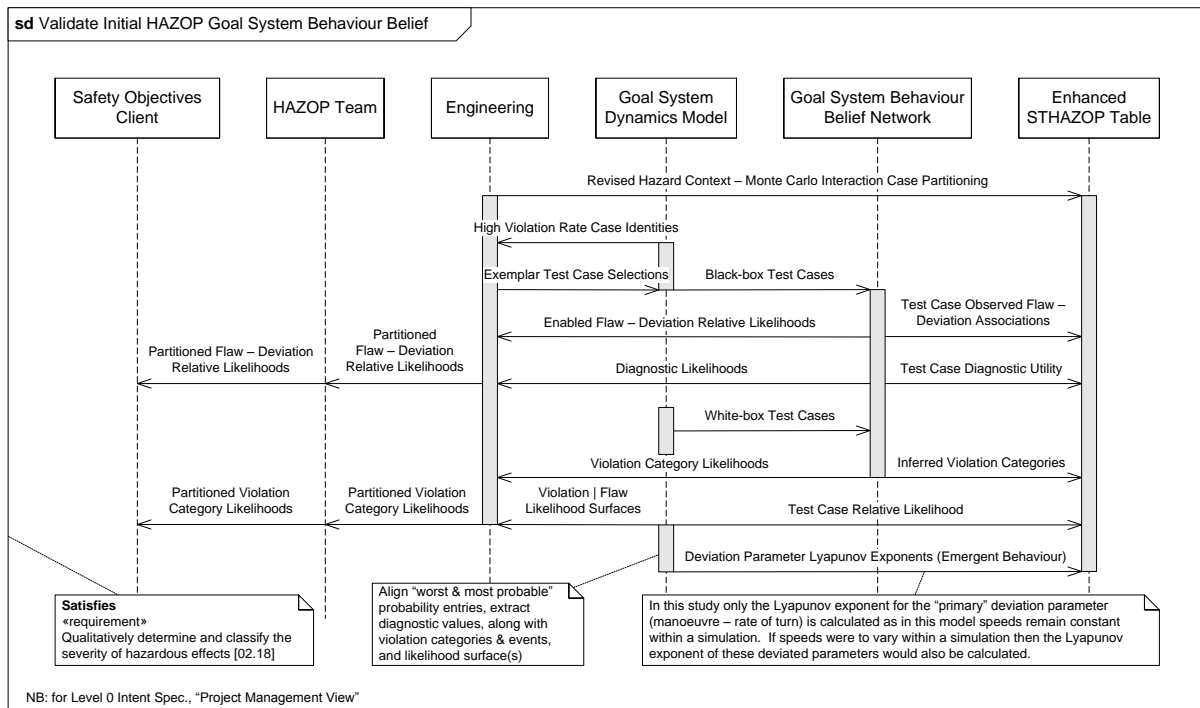 sd Validate Initial HAZOP Goal System Behaviour Belief
Safety Objectives
Client
HAZOP Team
Engineering
Goal System
Dynamics Model
Goal System Behaviour
Belief Network
Enhanced
STHAZOP Table
Revised Hazard Context – Monte Carlo Interaction Case Partitioning
High Violation Rate Case Identities
Exemplar Test Case Selections
Black-box Test Cases
Enabled Flaw – Deviation Relative Likelihoods
Test Case Observed Flaw –
Deviation Associations
Partitioned Flaw – Deviation
Relative Likelihoods
Partitioned
Flaw – Deviation
Relative Likelihoods
Diagnostic Likelihoods
Test Case Diagnostic Utility
White-box Test Cases
Violation Category Likelihoods
Inferred Violation Categories
Partitioned Violation
Category Likelihoods
Partitioned Violation
Category Likelihoods
Violation | Flaw
Likelihood Surfaces
Test Case Relative Likelihood
Deviation Parameter Lyapunov Exponents (Emergent Behaviour)
Satisfies
«requirement»
Qualitatively determine and classify the
severity of hazardous effects [02.18]
Align “worst & most probable”
probability entries, extract
diagnostic values, along with
violation categories & events,
and likelihood surface(s)
In this study only the Lyapunov exponent for the “primary” deviation parameter
(manoeuvre – rate of turn) is calculated as in this model speeds remain constant
within a simulation.  If speeds were to vary within a simulation then the Lyapunov
exponent of these deviated parameters would also be calculated.
NB: for Level 0 Intent Spec., “Project Management View”